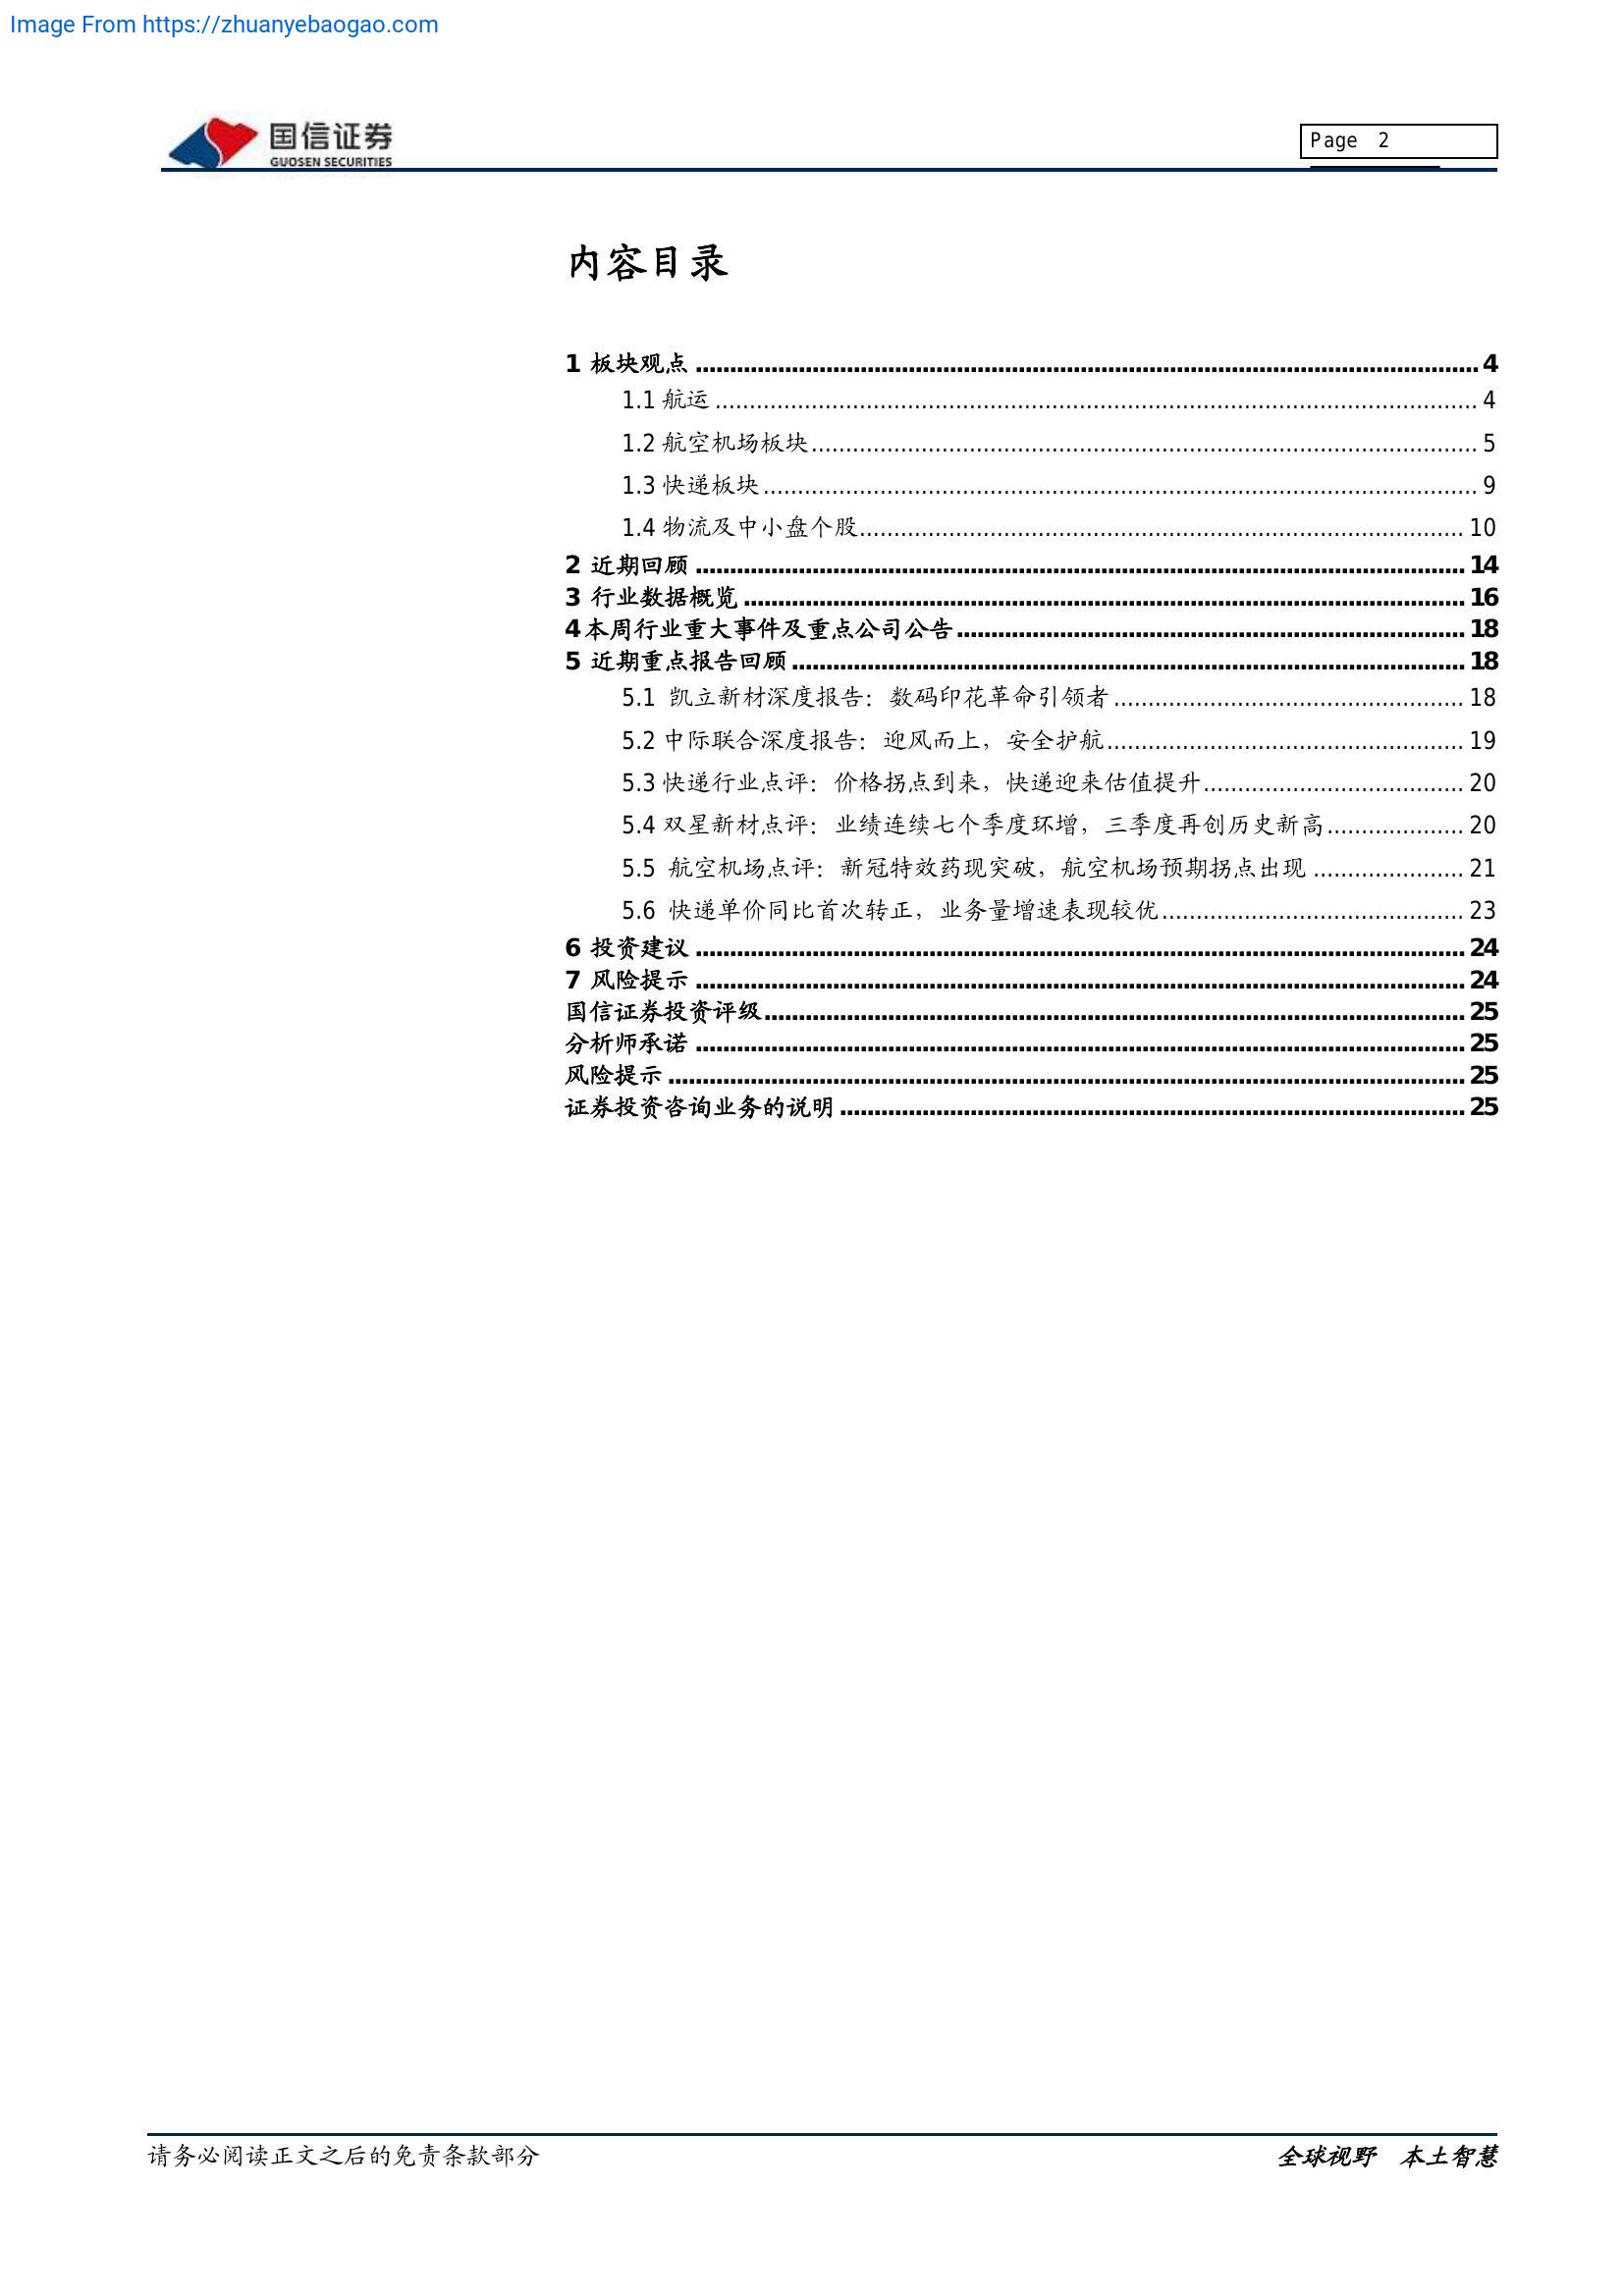 Image From https://zhuanyebaogao.com
国信证券
GUOSEN SECURITIES
Page 2
内容目录
1 板块观点 ........ 4
1.1 航运 ........ 4
1.2 航空机场板块 ........ 5
1.3 快递板块 ........ 9
1.4 物流及中小盘个股 ........ 10
2 近期回顾 ........ 14
3 行业数据概览 ........ 16
4本周行业重大事件及重点公司公告 ........ 18
5 近期重点报告回顾 ........ 18
5.1 凯立新材深度报告：数码印花革命引领者 ........ 18
5.2 中际联合深度报告：迎风而上，安全护航 ........ 19
5.3 快递行业点评：价格拐点到来，快递迎来估值提升 ........ 20
5.4 双星新材点评：业绩连续七个季度环增，三季度再创历史新高 ........ 20
5.5 航空机场点评：新冠特效药现突破，航空机场预期拐点出现 ........ 21
5.6 快递单价同比首次转正，业务量增速表现较优 ........ 23
6 投资建议 ........ 24
7 风险提示 ........ 24
国信证券投资评级 ........ 25
分析师承诺 ........ 25
风险提示 ........ 25
证券投资咨询业务的说明 ........ 25
请务必阅读正文之后的免责条款部分
全球视野 本土智慧